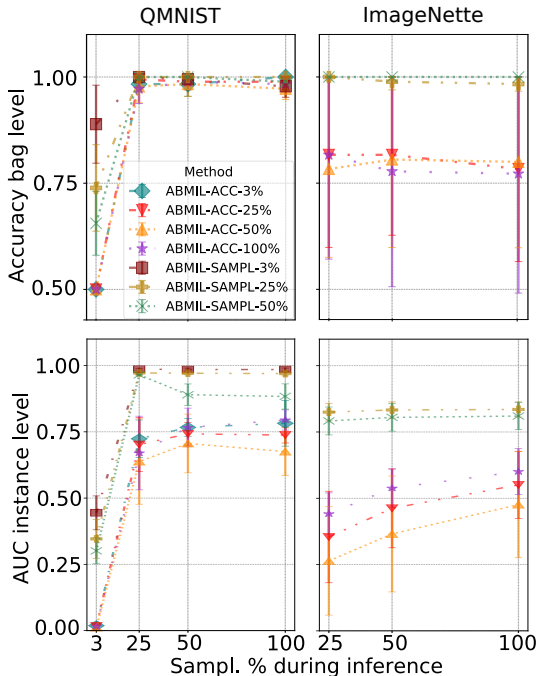 QMNIST
ImageNette
Accuracy bag level
1.00
0.75
0.50
Method
ABMIL-ACC-3%
ABMIL-ACC-25%
ABMIL-ACC-50%
ABMIL-ACC-100%
ABMIL-SAMPL-3%
ABMIL-SAMPL-25%
ABMIL-SAMPL-50%
AUC instance level
1.00
0.75
0.50
0.25
0.00
3 25 50 100
25 50 100
Sampl. % during inference